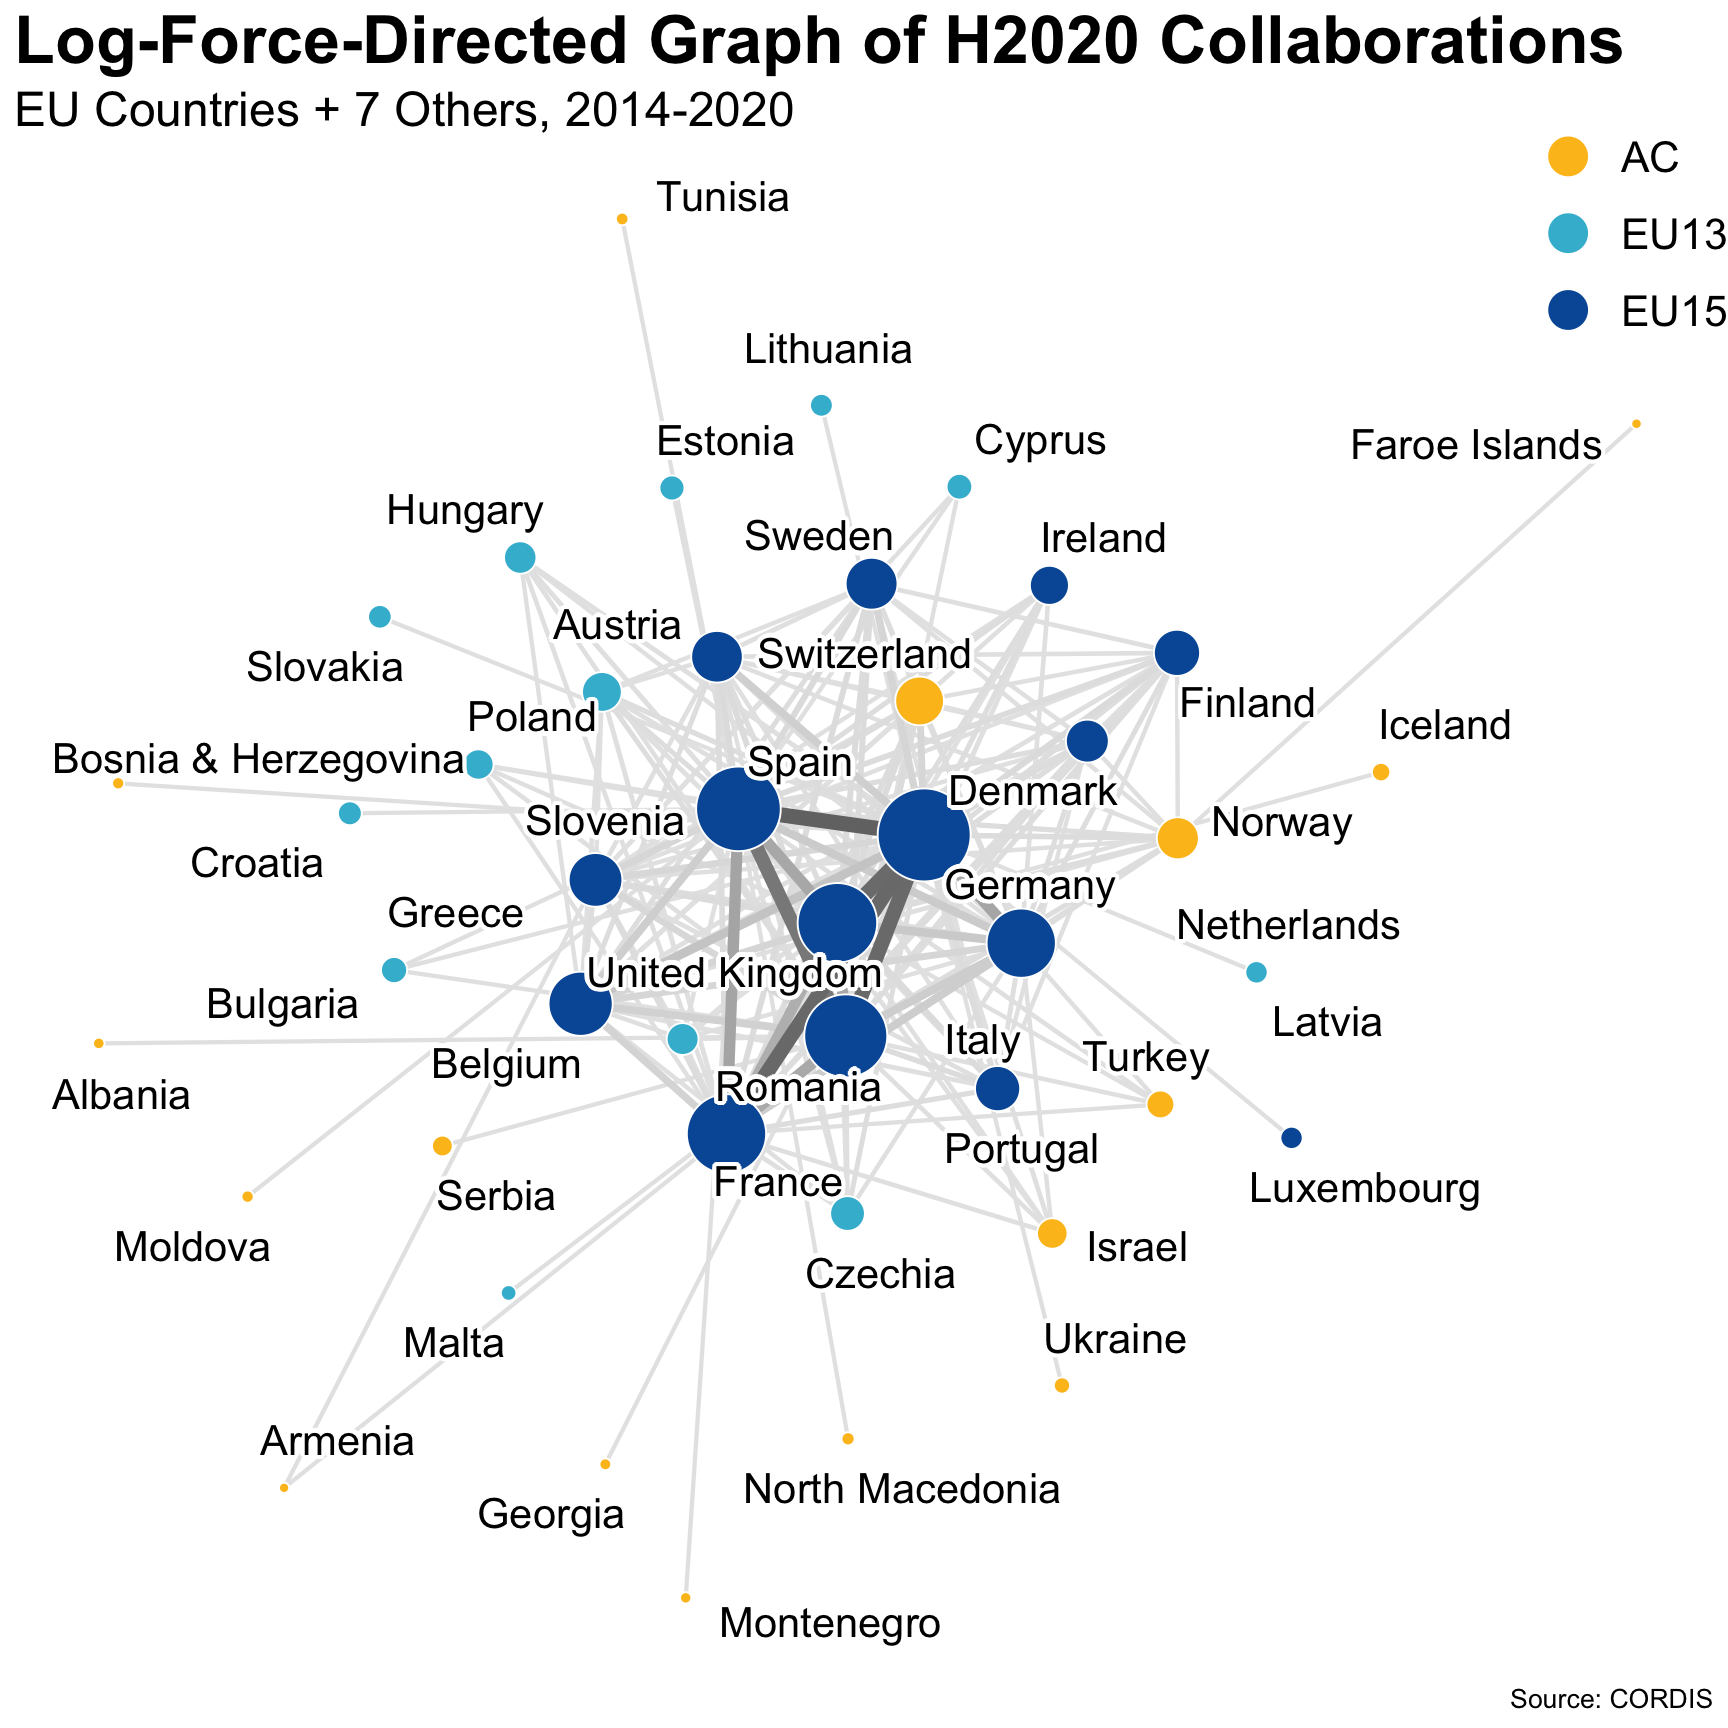 Log-Force-Directed Graph of H2020 Collaborations
EU Countries + 7 Others, 2014-2020
AC
EU13
EU15
Tunisia
Lithuania
Estonia
Cyprus
Faroe Islands
Hungary
Sweden
Ireland
Austria
Switzerland
Slovakia
Finland
Poland
Iceland
Bosnia & Herzegovina
Spain
Denmark
Slovenia
Norway
Croatia
Germany
Greece
Netherlands
United Kingdom
Bulgaria
Latvia
Italy
Belgium
Turkey
Romania
Albania
Portugal
France
Luxembourg
Serbia
Moldova
Israel
Czechia
Malta
Ukraine
Armenia
North Macedonia
Georgia
Montenegro
Source: CORDIS